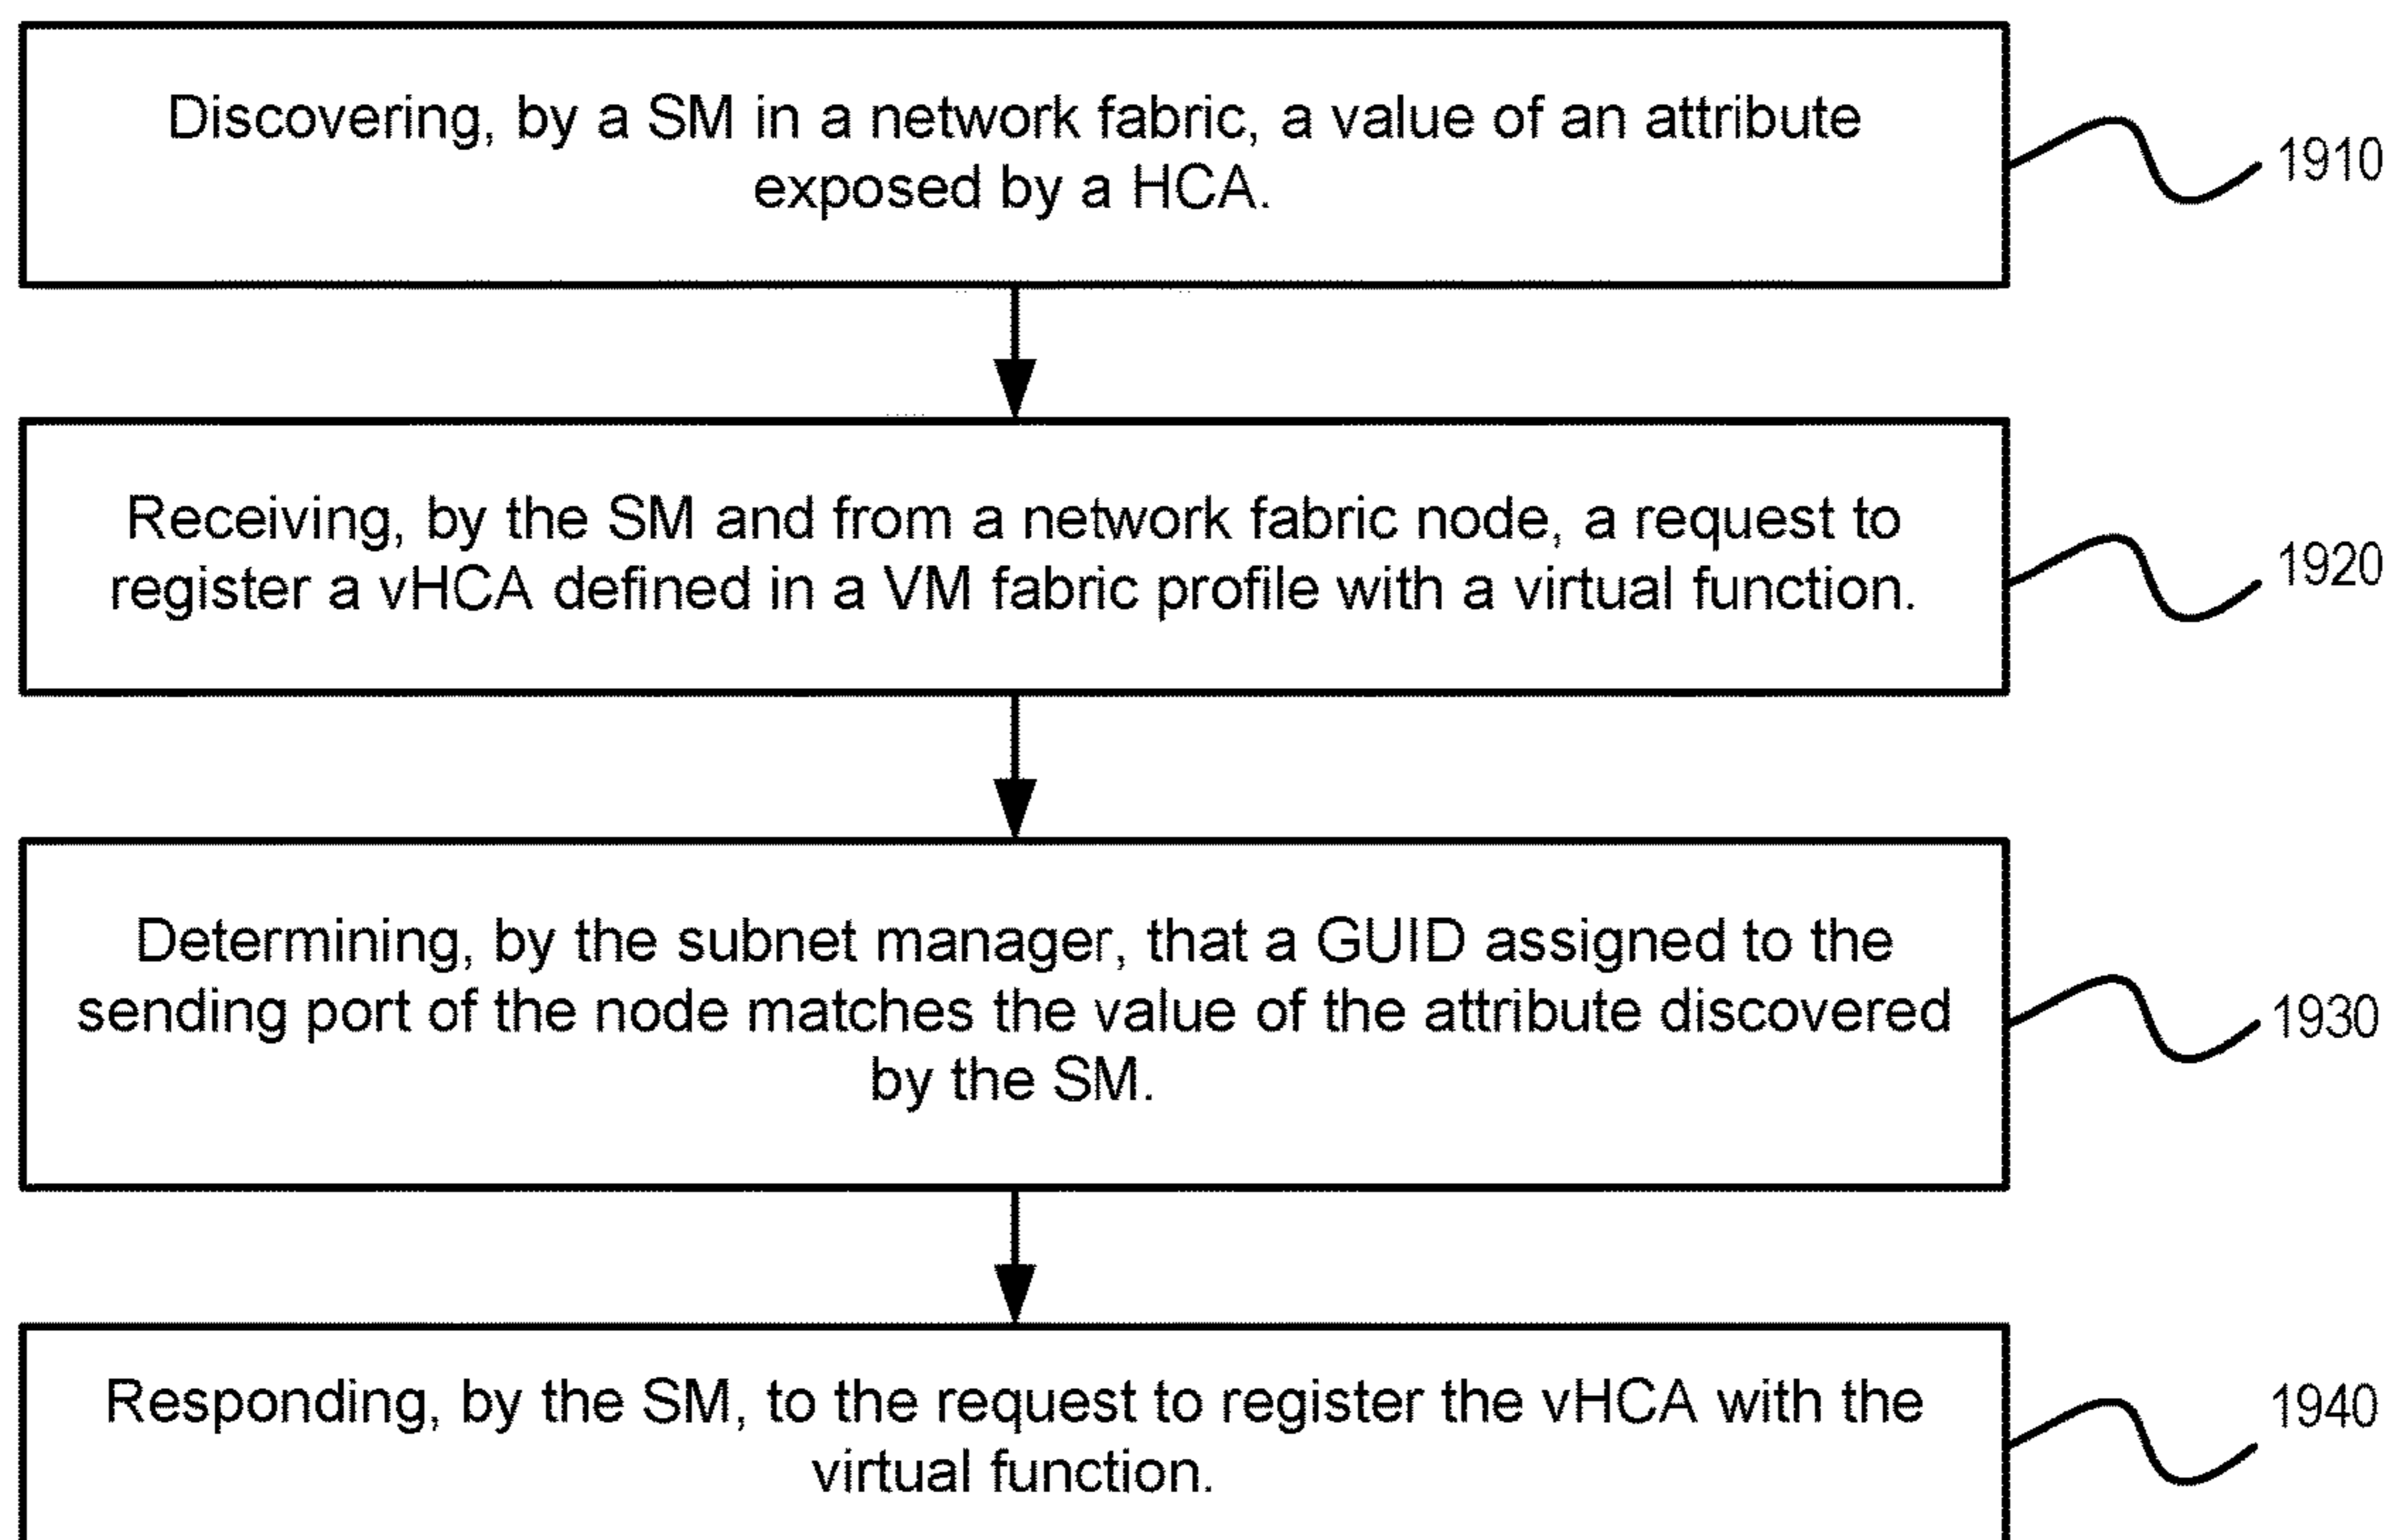 Discovering, by a SM in a network fabric, a value of an attribute
exposed by a HCA.
1910
Receiving, by the SM and from a network fabric node, a request to
register a vHCA defined in a VM fabric profile with a virtual function.
1920
Determining, by the subnet manager, that a GUID assigned to the
sending port of the node matches the value of the attribute discovered
by the SM.
1930
Responding, by the SM, to the request to register the vHCA with the
virtual function.
1940